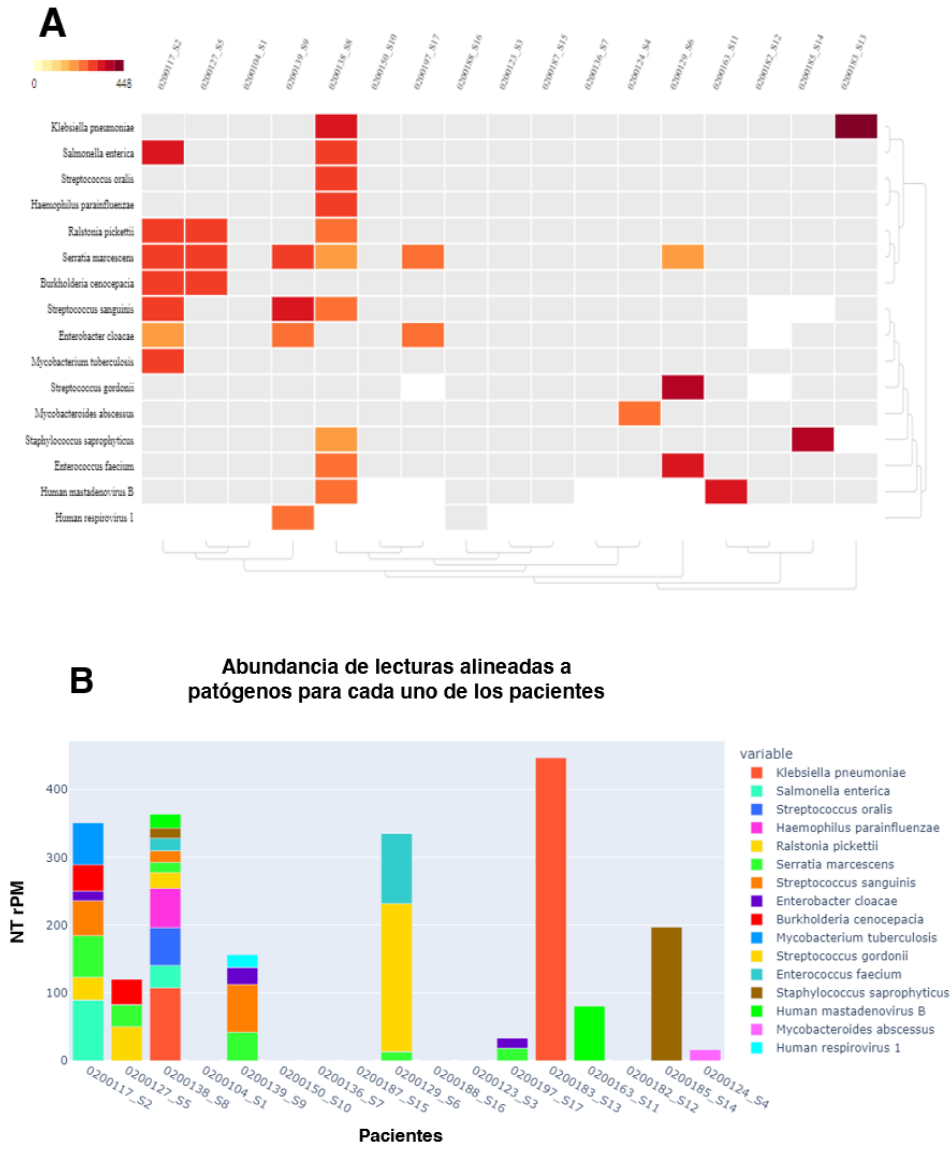 A
0
448
0200117_S2
0200127_S5
0200104_S1
0200139_S9
0200138_S8
0200150_S10
0200197_S17
0200188_S16
0200123_S3
0200187_S15
0200136_S7
0200124_S4
0200129_S6
0200163_S11
0200182_S12
0200185_S14
0200183_S13
Klebsiella pneumoniae
Salmonella enterica
Streptococcus oralis
Haemophilus parainfluenzae
Ralstonia pickettii
Serratia marcescens
Burkholderia cenocepacia
Streptococcus sanguinis
Enterobacter cloacae
Mycobacterium tuberculosis
Streptococcus gordonii
Mycobacteroides abscessus
Staphylococcus saprophyticus
Enterococcus faecium
Human mastadenovirus B
Human respirovirus 1
B
Abundancia de lecturas alineadas a
patógenos para cada uno de los pacientes
NT rPM
400
300
200
100
0
0200117_S2
0200127_S5
0200138_S8
0200104_S1
0200139_S9
0200150_S10
0200136_S7
0200187_S15
0200129_S6
0200188_S16
0200123_S3
0200197_S17
0200183_S13
0200163_S11
0200182_S12
0200185_S14
0200124_S4
Pacientes
variable
Klebsiella pneumoniae
Salmonella enterica
Streptococcus oralis
Haemophilus parainfluenzae
Ralstonia pickettii
Serratia marcescens
Streptococcus sanguinis
Enterobacter cloacae
Burkholderia cenocepacia
Mycobacterium tuberculosis
Streptococcus gordonii
Enterococcus faecium
Staphylococcus saprophyticus
Human mastadenovirus B
Mycobacteroides abscessus
Human respirovirus 1